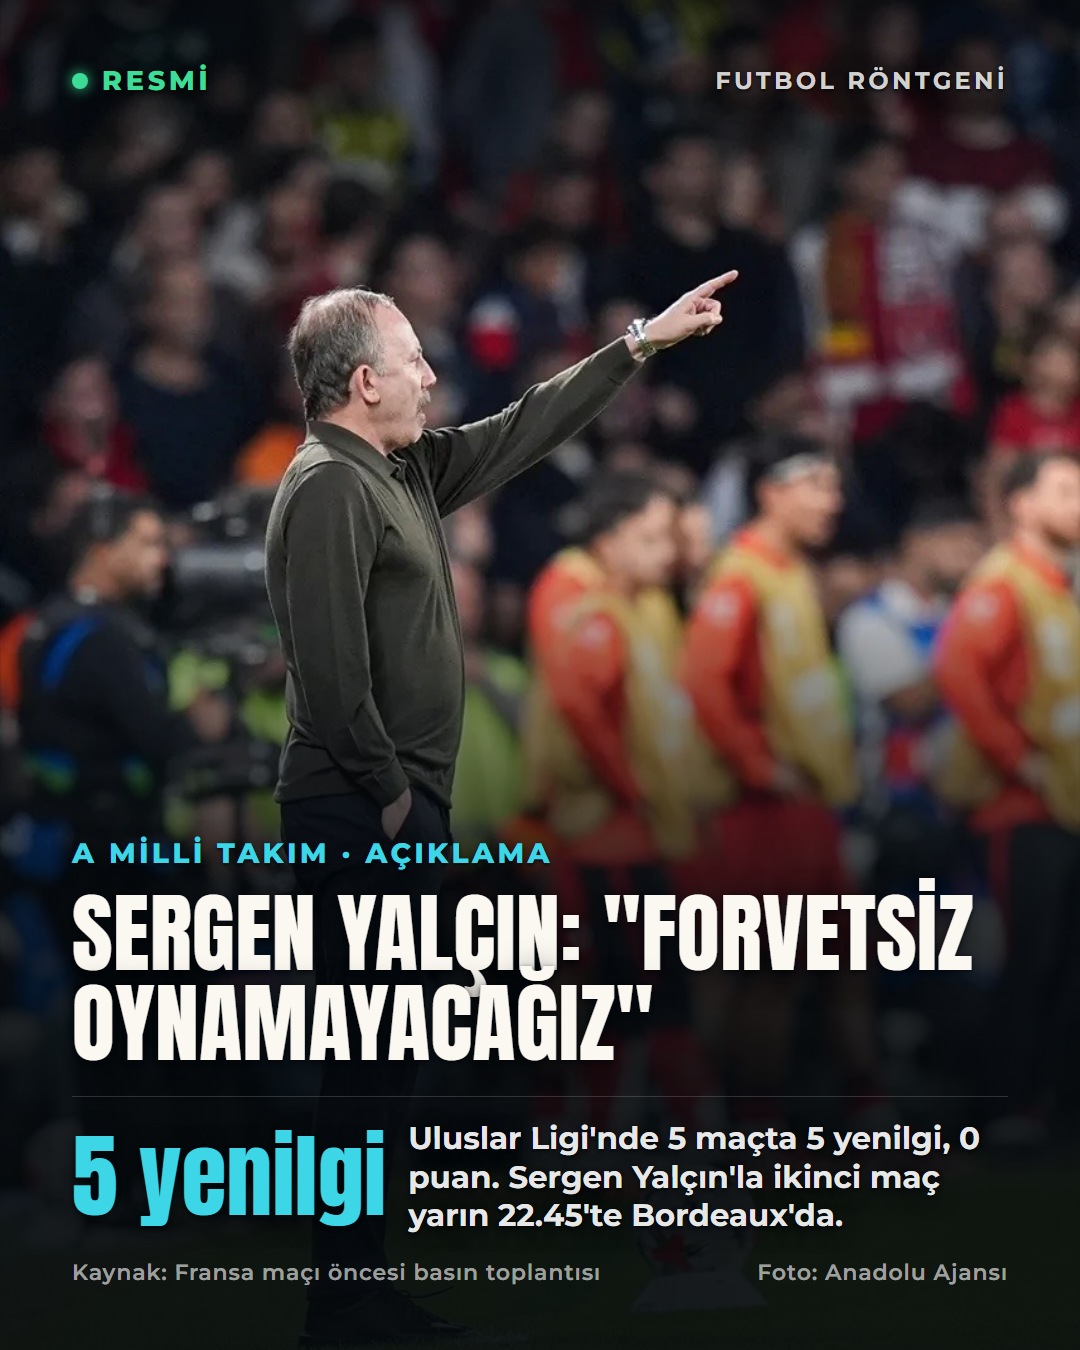 RESMİ
FUTBOL RÖNTGENİ
A MİLLİ TAKIM · AÇIKLAMA
SERGEN YALÇIN: "FORVETSİZ
OYNAMAYACAĞIZ"
5 yenilgi
Uluslar Ligi'nde 5 maçta 5 yenilgi, 0
puan. Sergen Yalçın'la ikinci maç
yarın 22.45'te Bordeaux'da.
Kaynak: Fransa maçı öncesi basın toplantısı
Foto: Anadolu Ajansı